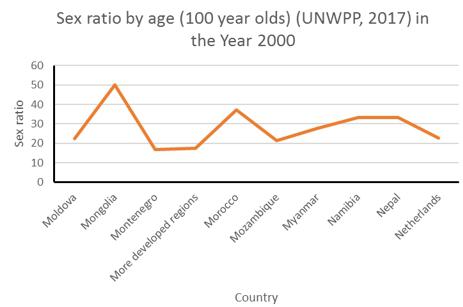 Sex ratio by age (100 year olds) (UNWPP, 2017) in
the Year 2000
60
50
40
30
20
10
0
Sex ratio
Moldova
Mongolia
Montenegro
More developed regions
Morocco
Mozambique
Myanmar
Namibia
Nepal
Netherlands
Country